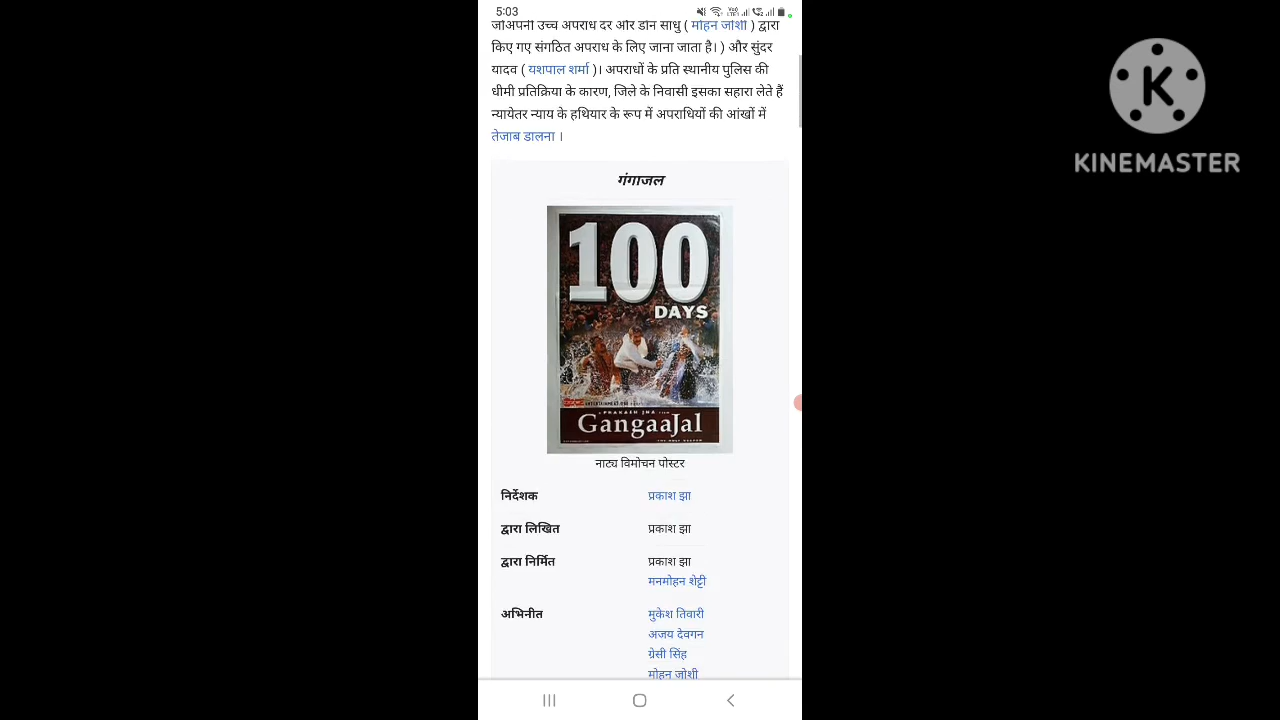 5:03
जोअपनी उच्च अपराध दर और डॉन साधु ( मोहन जोशी ) द्वारा
किए गए संगठित अपराध के लिए जाना जाता है। ) और सुंदर
यादव ( यशपाल शर्मा )। अपराधों के प्रति स्थानीय पुलिस की
धीमी प्रतिक्रिया के कारण, जिले के निवासी इसका सहारा लेते हैं
न्यायेतर न्याय के हथियार के रूप में अपराधियों की आंखों में
तेजाब डालना ।
गंगाजल
100
DAYS
A PRAKASH JHA FILM
GangaaJal
नाट्य विमोचन पोस्टर
निर्देशक प्रकाश झा
द्वारा लिखित प्रकाश झा
द्वारा निर्मित प्रकाश झा
मनमोहन शेट्टी
अभिनीत मुकेश तिवारी
अजय देवगन
ग्रेसी सिंह
मोहन जोशी
K
KINEMASTER